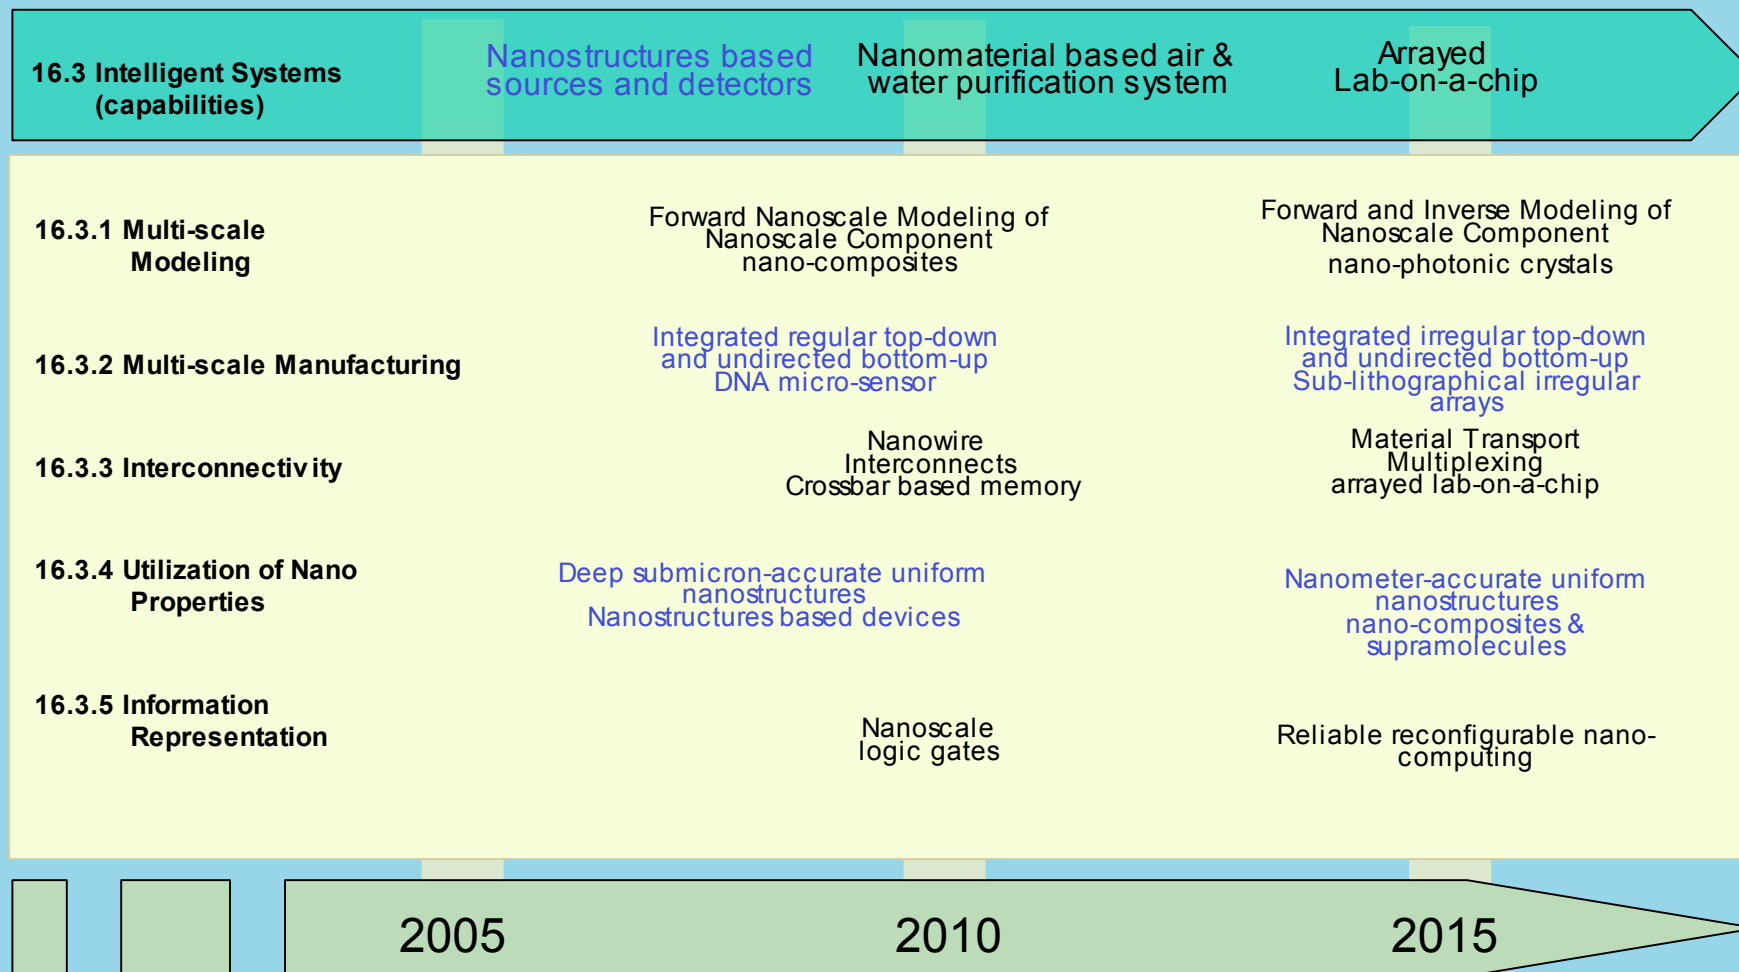 16.3 Intelligent Systems
(capabilities)
Nanostructures based
sources and detectors
Nanomaterial based air &
water purification system
Arrayed
Lab-on-a-chip
16.3.1 Multi-scale
Modeling
Forward Nanoscale Modeling of
Nanoscale Component
nano-composites
Forward and Inverse Modeling of
Nanoscale Component
nano-photonic crystals
16.3.2 Multi-scale Manufacturing
Integrated regular top-down
and undirected bottom-up
DNA micro-sensor
Integrated irregular top-down
and undirected bottom-up
Sub-lithographical irregular
arrays
16.3.3 Interconnectivity
Nanowire
Interconnects
Crossbar based memory
Material Transport
Multiplexing
arrayed lab-on-a-chip
16.3.4 Utilization of Nano
Properties
Deep submicron-accurate uniform
nanostructures
Nanostructures based devices
Nanometer-accurate uniform
nanostructures
nano-composites &
supramolecules
16.3.5 Information
Representation
Nanoscale
logic gates
Reliable reconfigurable nano-
computing
2005
2010
2015